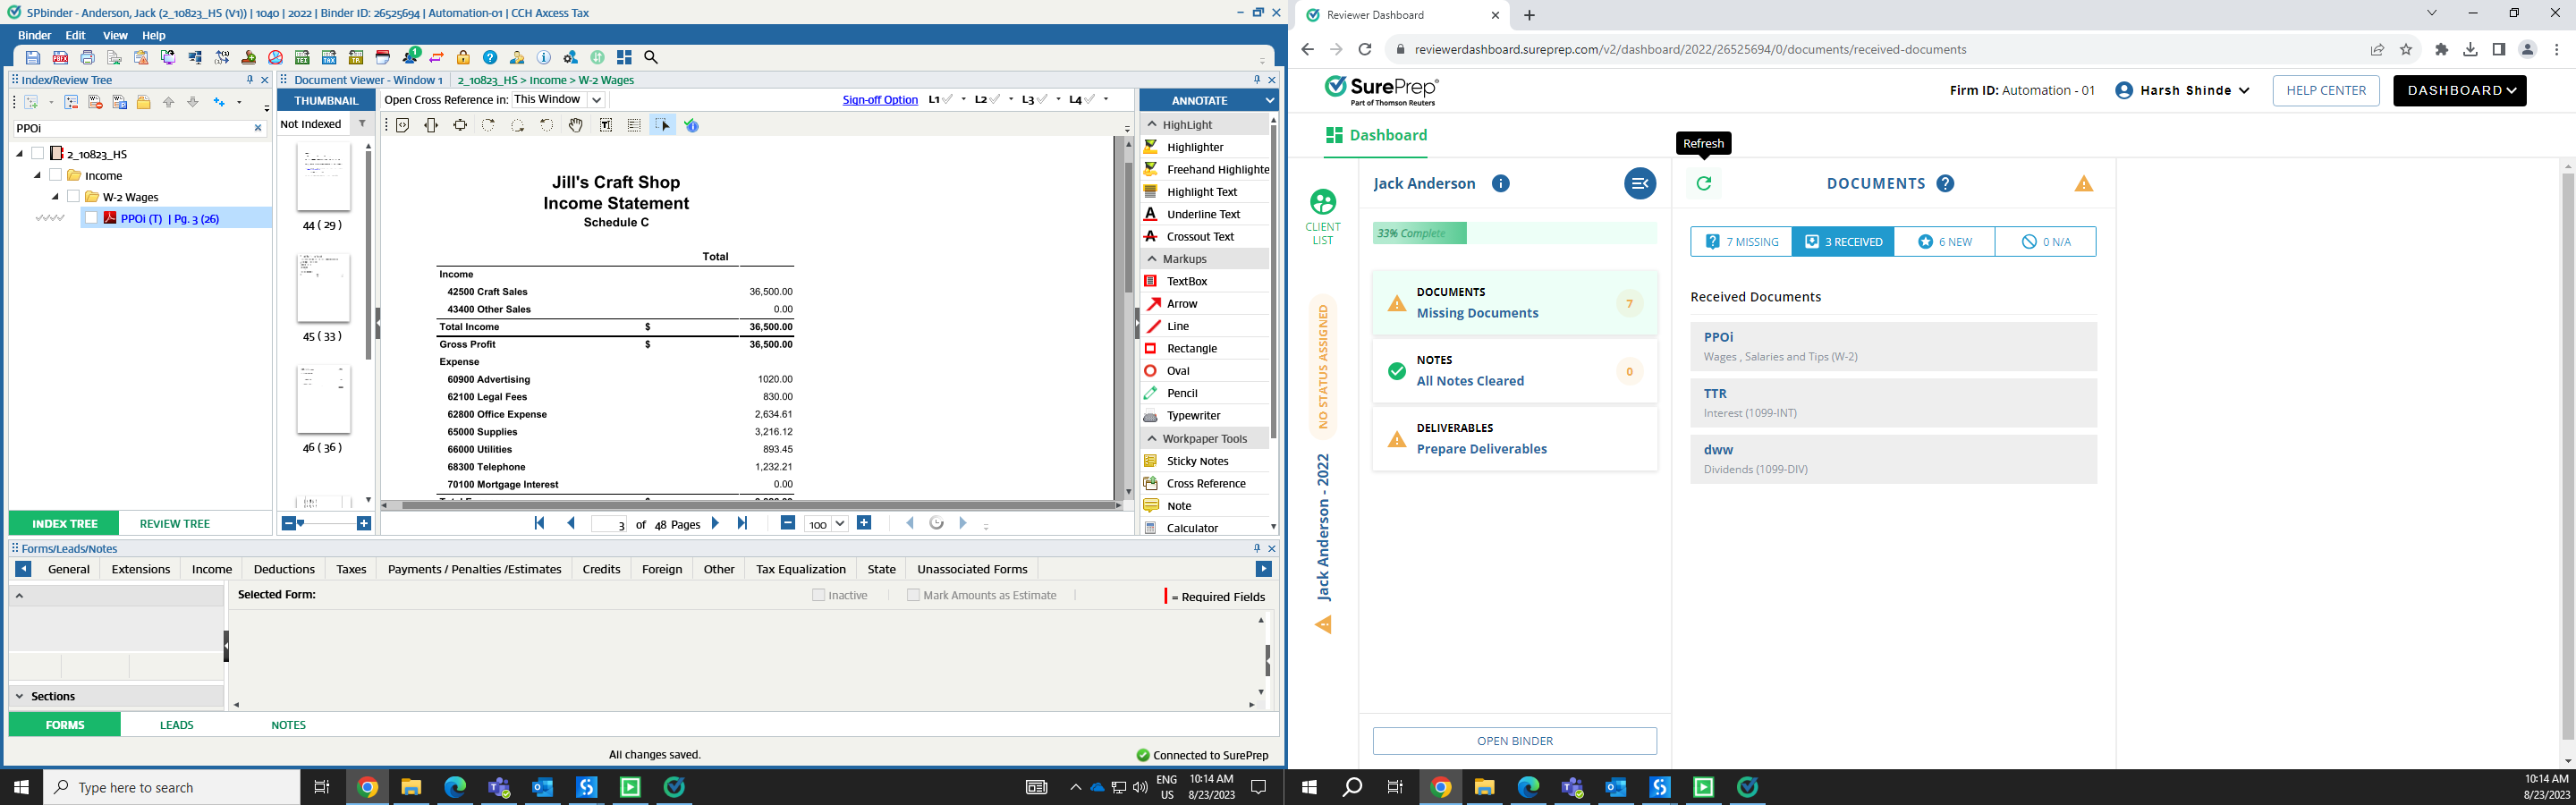 SPbinder - Anderson, Jack (2_10823_HS (V1)) | 1040 | 2022 | Binder ID: 26525694 | Automation-01 | CCH Axcess Tax
Binder Edit View Help
Index/Review Tree
PPOi
2_10823_HS
Income
W-2 Wages
PPOi (T) | Pg. 3 (26)
INDEX TREE
REVIEW TREE
Document Viewer - Window 1
2_10823_HS > Income > W-2 Wages
THUMBNAIL
Open Cross Reference in: This Window
Sign-off Option
L1 L2 L3 L4
Not Indexed
44 ( 29 )
45 ( 33 )
46 ( 36 )
Jill's Craft Shop
Income Statement
Schedule C
Total
Income
42500 Craft Sales 36,500.00
43400 Other Sales 0.00
Total Income $ 36,500.00
Gross Profit $ 36,500.00
Expense
60900 Advertising 1020.00
62100 Legal Fees 830.00
62800 Office Expense 2,634.61
65000 Supplies 3,216.12
66000 Utilities 893.45
68300 Telephone 1,232.21
70100 Mortgage Interest 0.00
3 of 48 Pages
100
ANNOTATE
HighLight
Highlighter
Freehand Highlighte
Highlight Text
Underline Text
Crossout Text
Markups
TextBox
Arrow
Line
Rectangle
Oval
Pencil
Typewriter
Workpaper Tools
Sticky Notes
Cross Reference
Note
Calculator
Forms/Leads/Notes
General Extensions Income Deductions Taxes Payments / Penalties /Estimates Credits Foreign Other Tax Equalization State Unassociated Forms
Selected Form:
Inactive
Mark Amounts as Estimate
= Required Fields
Sections
FORMS
LEADS
NOTES
All changes saved.
Connected to SurePrep
Type here to search
ENG
US
10:14 AM
8/23/2023
Reviewer Dashboard
reviewerdashboard.sureprep.com/v2/dashboard/2022/26525694/0/documents/received-documents
SurePrep
Part of Thomson Reuters
Firm ID: Automation - 01
Harsh Shinde
HELP CENTER
DASHBOARD
Dashboard
Refresh
CLIENT
LIST
NO STATUS ASSIGNED
Jack Anderson - 2022
Jack Anderson
33% Complete
DOCUMENTS
Missing Documents
7
NOTES
All Notes Cleared
0
DELIVERABLES
Prepare Deliverables
OPEN BINDER
DOCUMENTS
7 MISSING
3 RECEIVED
6 NEW
0 N/A
Received Documents
PPOi
Wages , Salaries and Tips (W-2)
TTR
Interest (1099-INT)
dww
Dividends (1099-DIV)
10:14 AM
8/23/2023